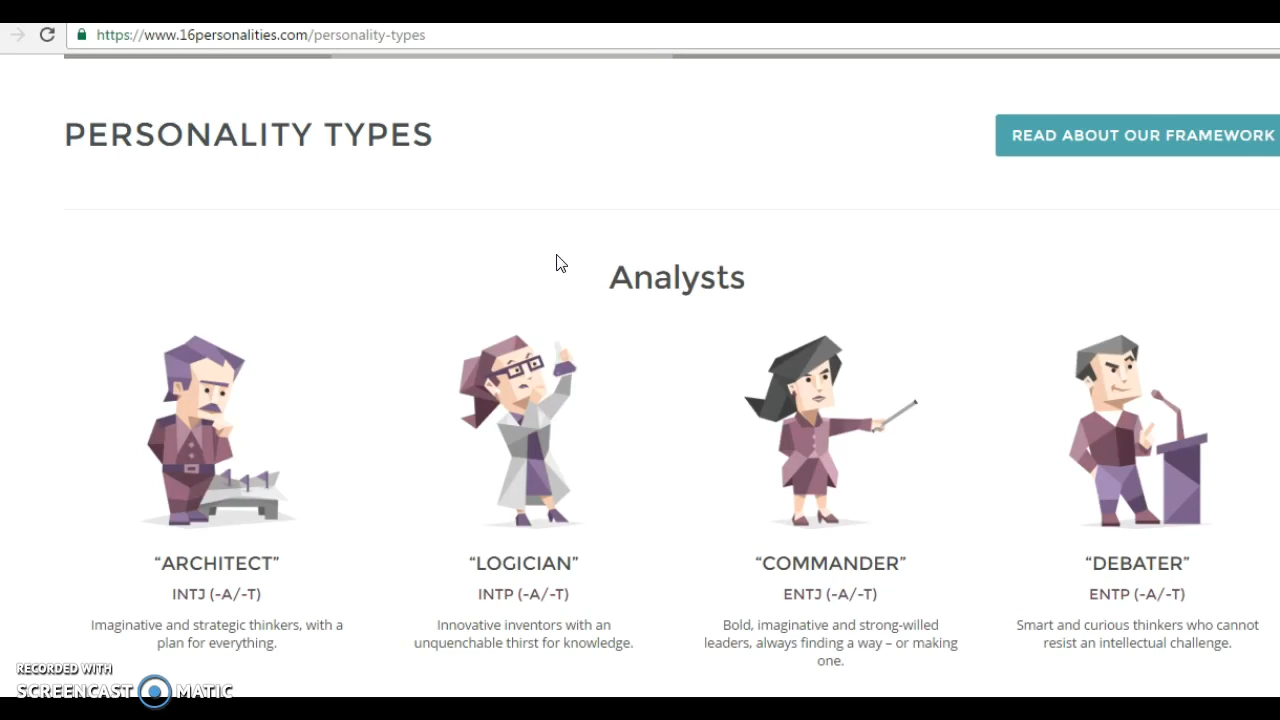 https://www.16personalities.com/personality-types
PERSONALITY TYPES
READ ABOUT OUR FRAMEWORK
Analysts
“ARCHITECT”
INTJ (-A/-T)
Imaginative and strategic thinkers, with a
plan for everything.
“LOGICIAN”
INTP (-A/-T)
Innovative inventors with an
unquenchable thirst for knowledge.
“COMMANDER”
ENTJ (-A/-T)
Bold, imaginative and strong-willed
leaders, always finding a way – or making
one.
“DEBATER”
ENTP (-A/-T)
Smart and curious thinkers who cannot
resist an intellectual challenge.
RECORDED WITH
SCREENCAST MATIC